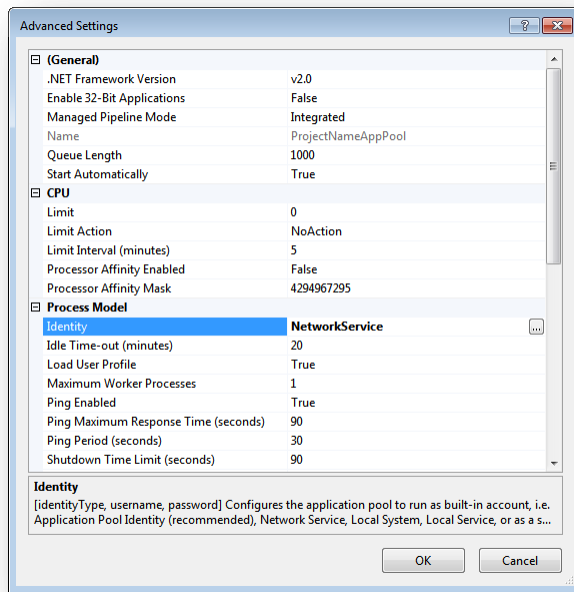 Advanced Settings
(General)
.NET Framework Version v2.0
Enable 32-Bit Applications False
Managed Pipeline Mode Integrated
Name ProjectNameAppPool
Queue Length 1000
Start Automatically True
CPU
Limit 0
Limit Action NoAction
Limit Interval (minutes) 5
Processor Affinity Enabled False
Processor Affinity Mask 4294967295
Process Model
Identity NetworkService ...
Idle Time-out (minutes) 20
Load User Profile True
Maximum Worker Processes 1
Ping Enabled True
Ping Maximum Response Time (seconds) 90
Ping Period (seconds) 30
Shutdown Time Limit (seconds) 90
Identity
[identityType, username, password] Configures the application pool to run as built-in account, i.e.
Application Pool Identity (recommended), Network Service, Local System, Local Service, or as a s...
OK Cancel